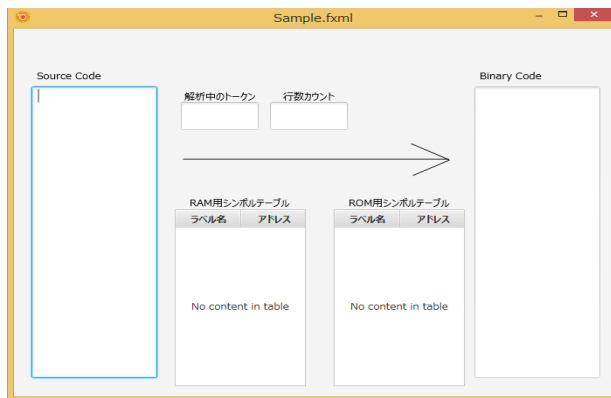 Sample.fxml
Source Code
Binary Code
解析中のトークン
行数カウント
RAM用シンボルテーブル
ROM用シンボルテーブル
ラベル名 アドレス
ラベル名 アドレス
No content in table
No content in table